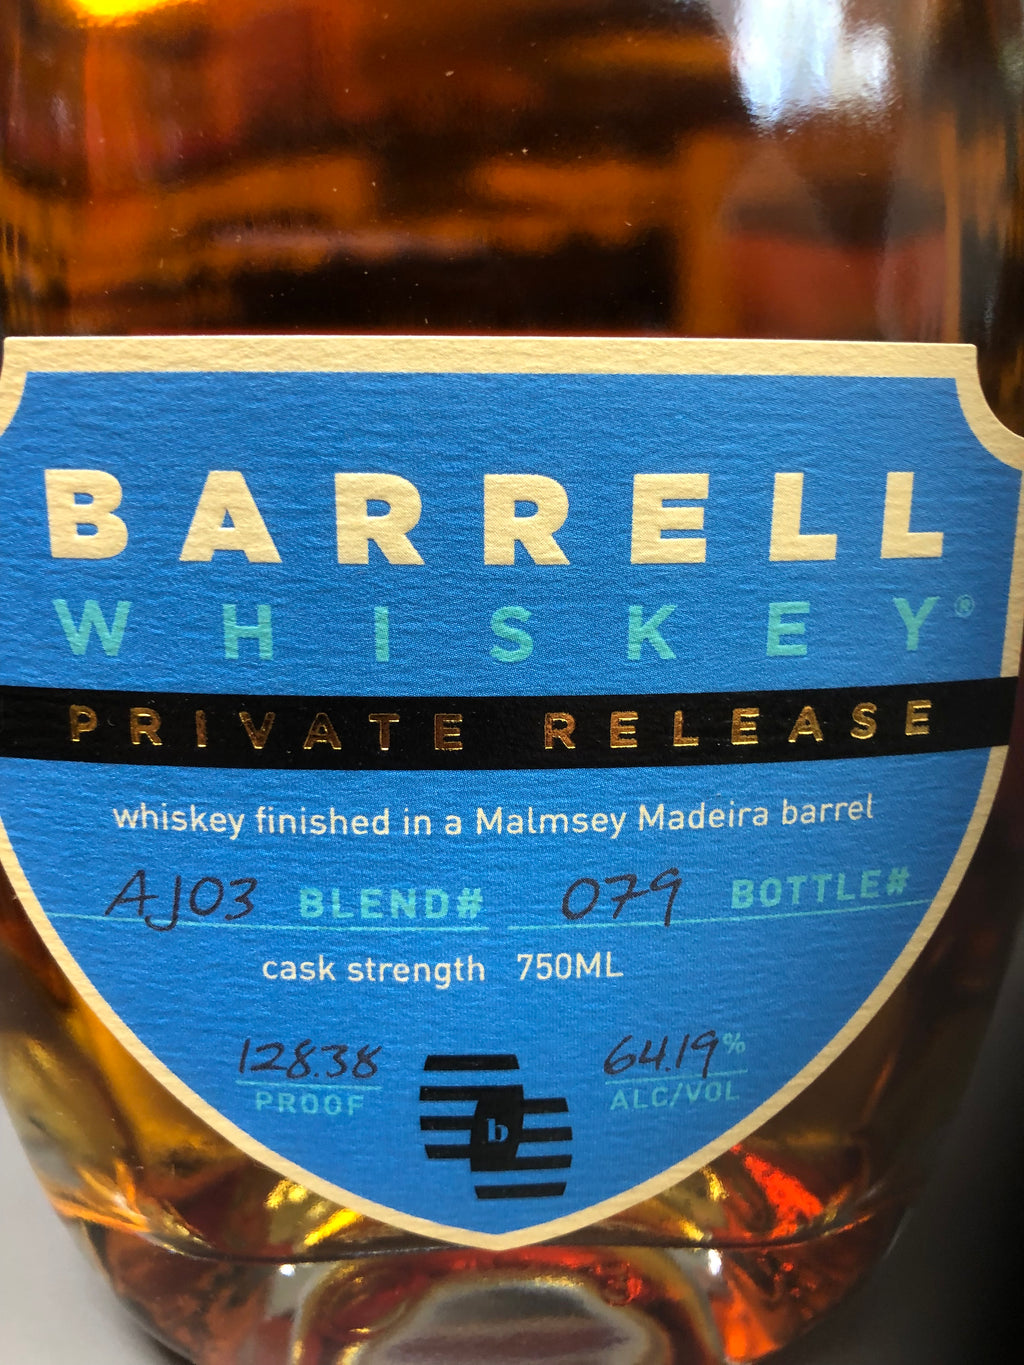 BARRELL
WHISKEY®
PRIVATE RELEASE
whiskey finished in a Malmsey Madeira barrel
AJ03 BLEND# 079 BOTTLE#
cask strength 750ML
128.38 64.19%
PROOF ALC/VOL
b